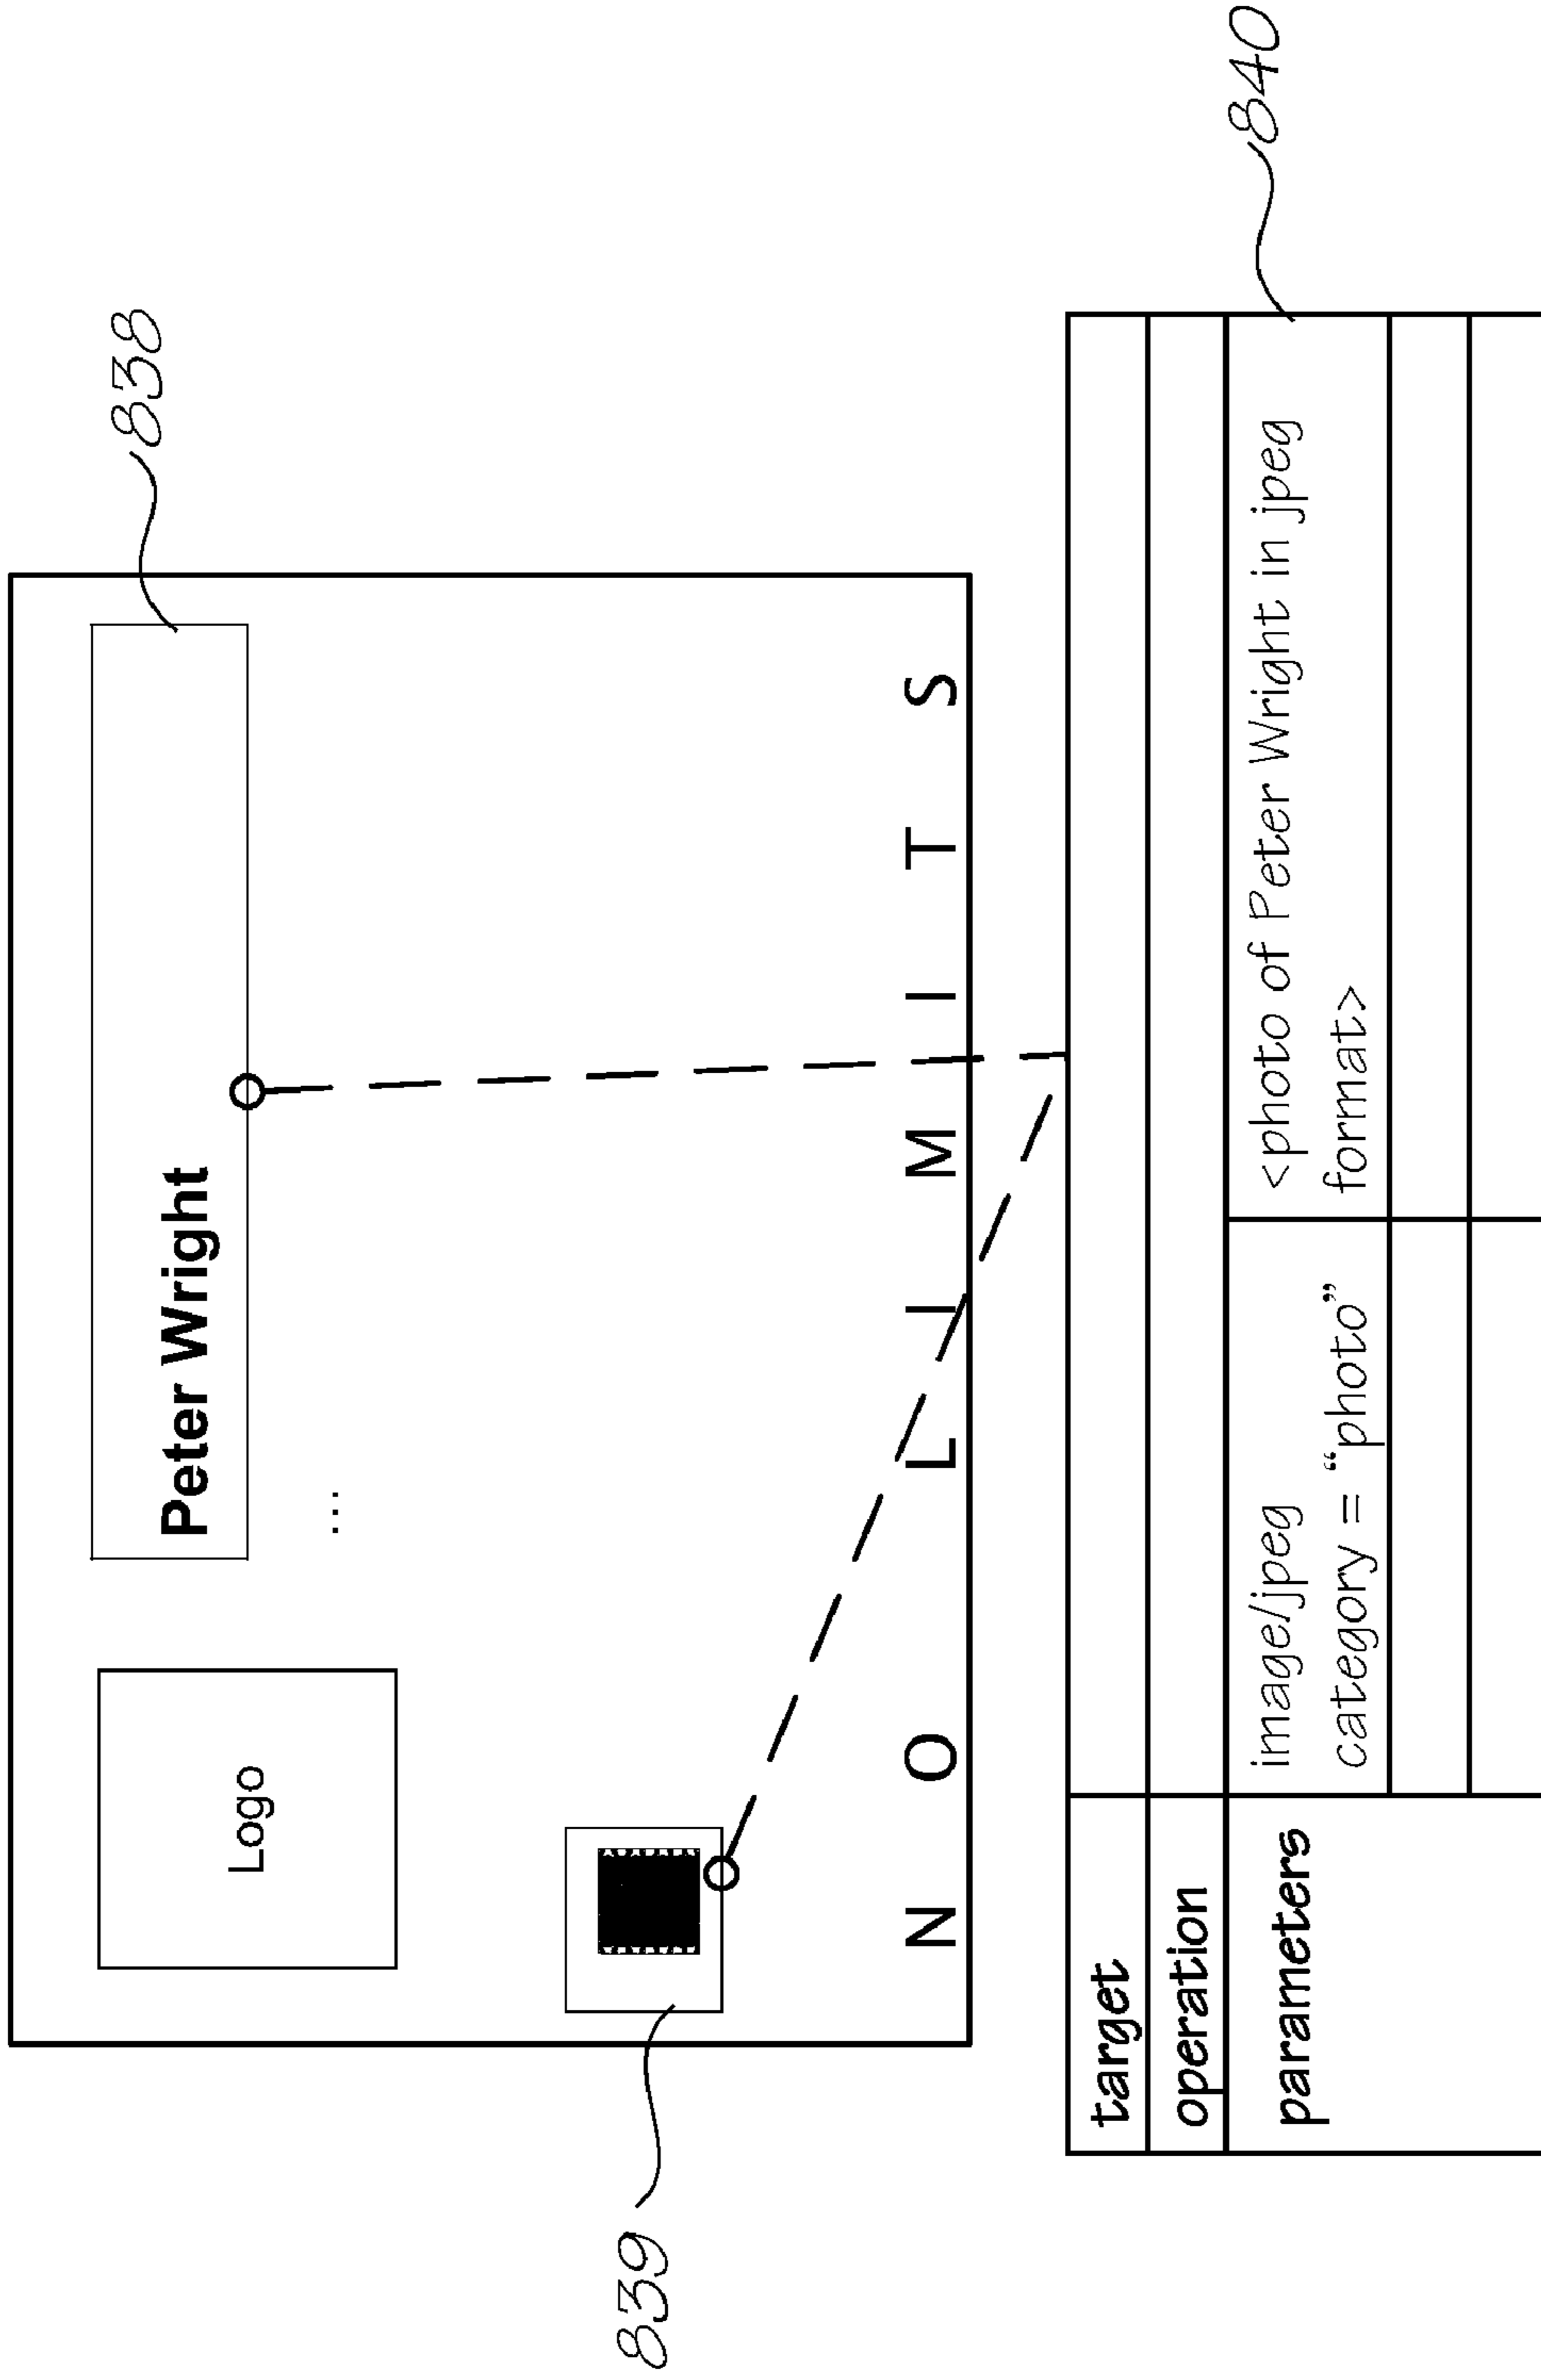 838
Peter Wright
Logo
...
839
N O L I M I T S
target
operation
parameters
image/jpeg
category = “photo”
<photo of Peter Wright in jpeg
format>
840